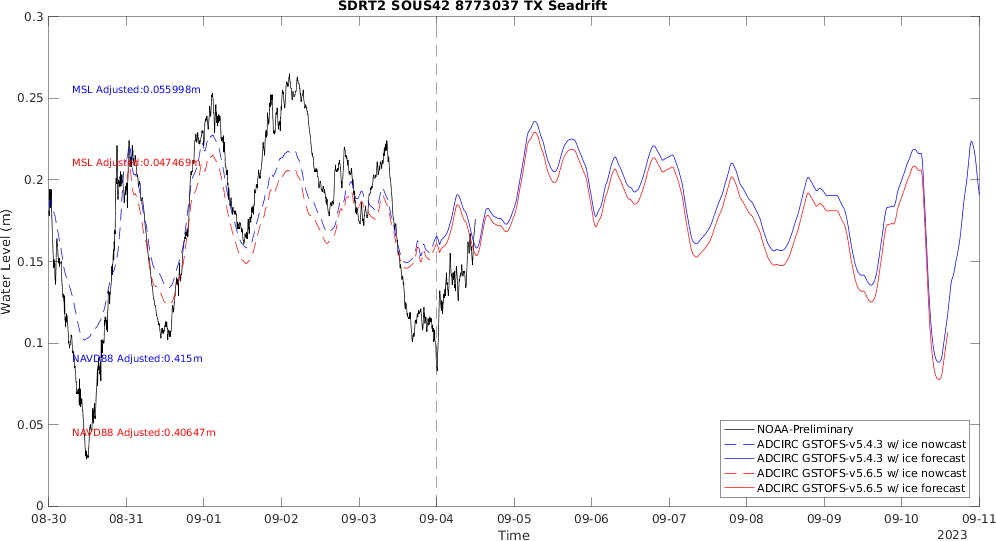 SDRT2 SOUS42 8773037 TX Seadrift
0.3
0.25
0.2
0.15
0.1
0.05
0
Water Level (m)
MSL Adjusted:0.055998m
MSL Adjusted:0.047469m
NAVD88 Adjusted:0.415m
NAVD88 Adjusted:0.40647m
NOAA-Preliminary
ADCIRC GSTOFS-v5.4.3 w/ ice nowcast
ADCIRC GSTOFS-v5.4.3 w/ ice forecast
ADCIRC GSTOFS-v5.6.5 w/ ice nowcast
ADCIRC GSTOFS-v5.6.5 w/ ice forecast
08-30 08-31 09-01 09-02 09-03 09-04 09-05 09-06 09-07 09-08 09-09 09-10 09-11
Time
2023